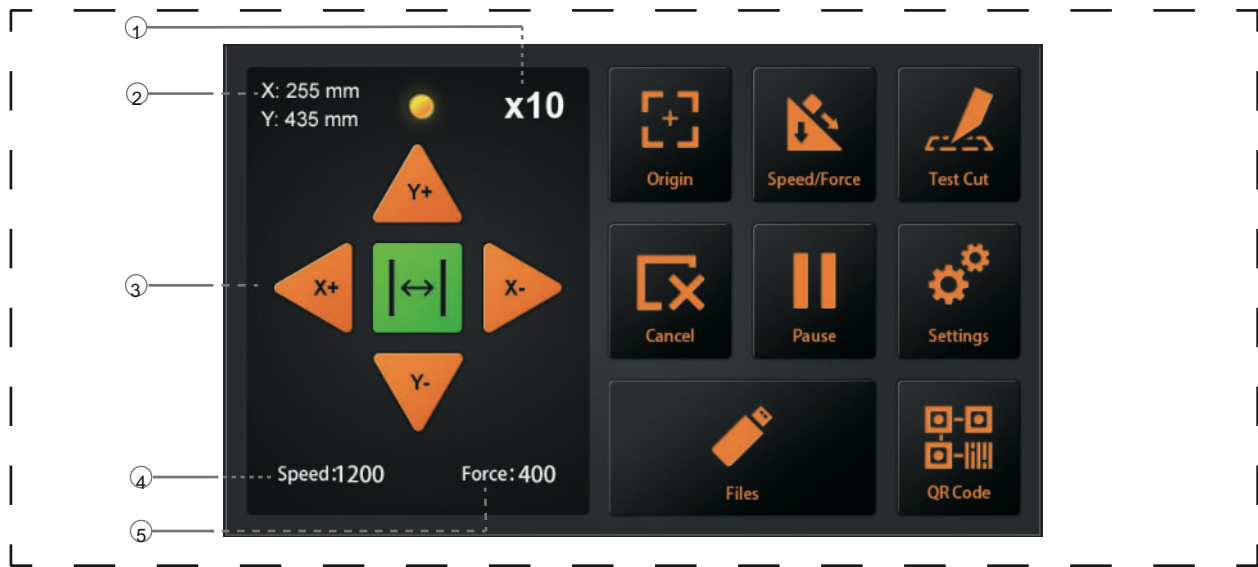 1
2
X: 255 mm
Y: 435 mm
x10
Y+
3
X+
X-
Y-
4
Speed:1200
Force: 400
5
Origin
Speed/Force
Test Cut
Cancel
Pause
Settings
Files
QR Code